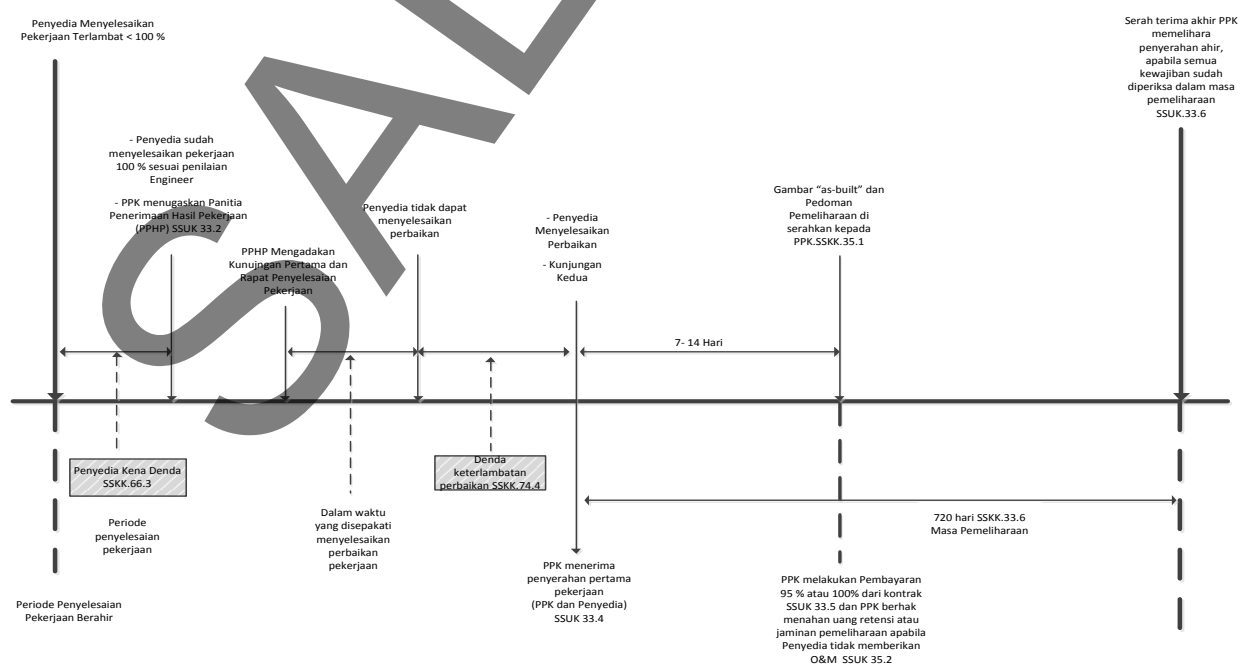 Penyedia Menyelesaikan
Pekerjaan Terlambat < 100 %
- Penyedia sudah
menyelesaikan pekerjaan
100 % sesuai penilaian
Engineer
- PPK menugaskan Panitia
Penerimaan Hasil Pekerjaan
(PPHP) SSUK 33.2
PPHP Mengadakan
Kunujngan Pertama dan
Rapat Penyelesaian
Pekerjaan
Penyedia tidak dapat
menyelesaikan
perbaikan
- Penyedia
Menyelesaikan
Perbaikan
- Kunjungan
Kedua
Gambar “as-built” dan
Pedoman
Pemeliharaan di
serahkan kepada
PPK.SSKK.35.1
Serah terima akhir PPK
memelihara
penyerahan ahir,
apabila semua
kewajiban sudah
diperiksa dalam masa
pemeliharaan
SSUK.33.6
7- 14 Hari
Penyedia Kena Denda
SSKK.66.3
Periode
penyelesaian
pekerjaan
Periode Penyelesaian
Pekerjaan Berahir
Dalam waktu
yang disepakati
menyelesaikan
perbaikan
pekerjaan
Denda
keterlambatan
perbaikan SSKK.74.4
PPK menerima
penyerahan pertama
pekerjaan
(PPK dan Penyedia)
SSUK 33.4
720 hari SSKK.33.6
Masa Pemeliharaan
PPK melakukan Pembayaran
95 % atau 100% dari kontrak
SSUK 33.5 dan PPK berhak
menahan uang retensi atau
jaminan pemeliharaan apabila
Penyedia tidak memberikan
O&M  SSUK 35.2